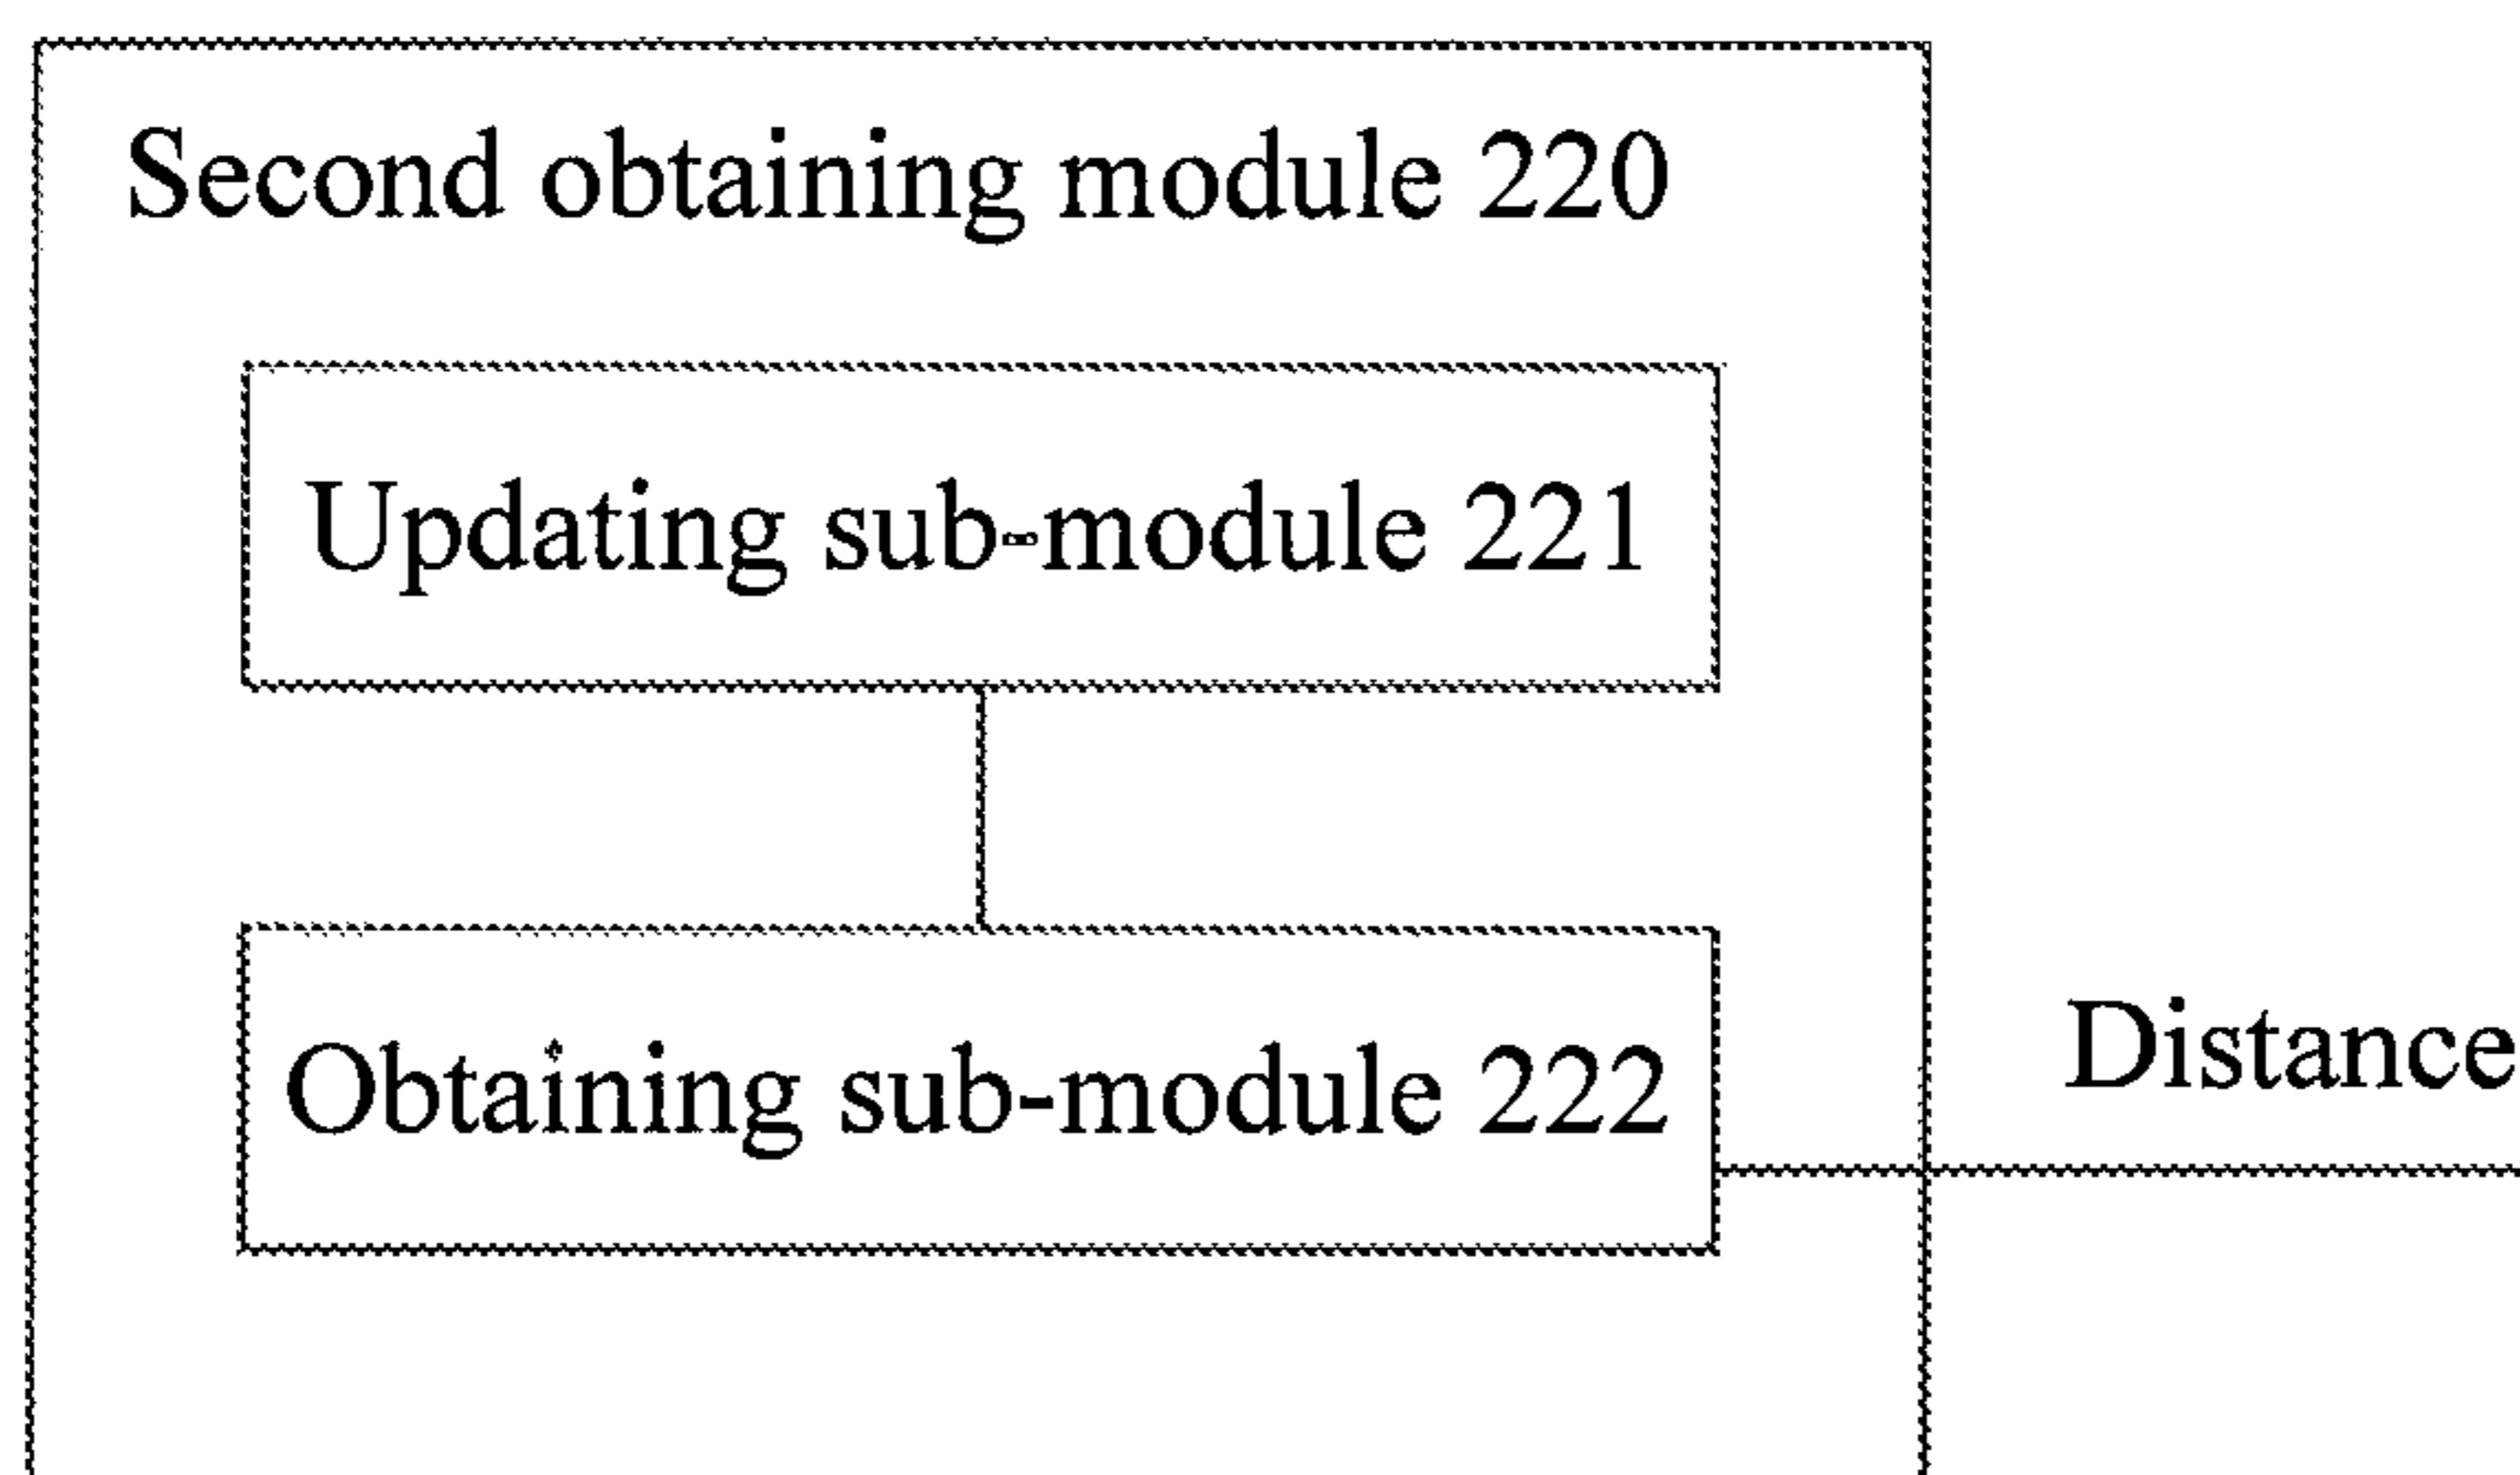 Second obtaining module 220
Updating sub-module 221
Obtaining sub-module 222
Distance